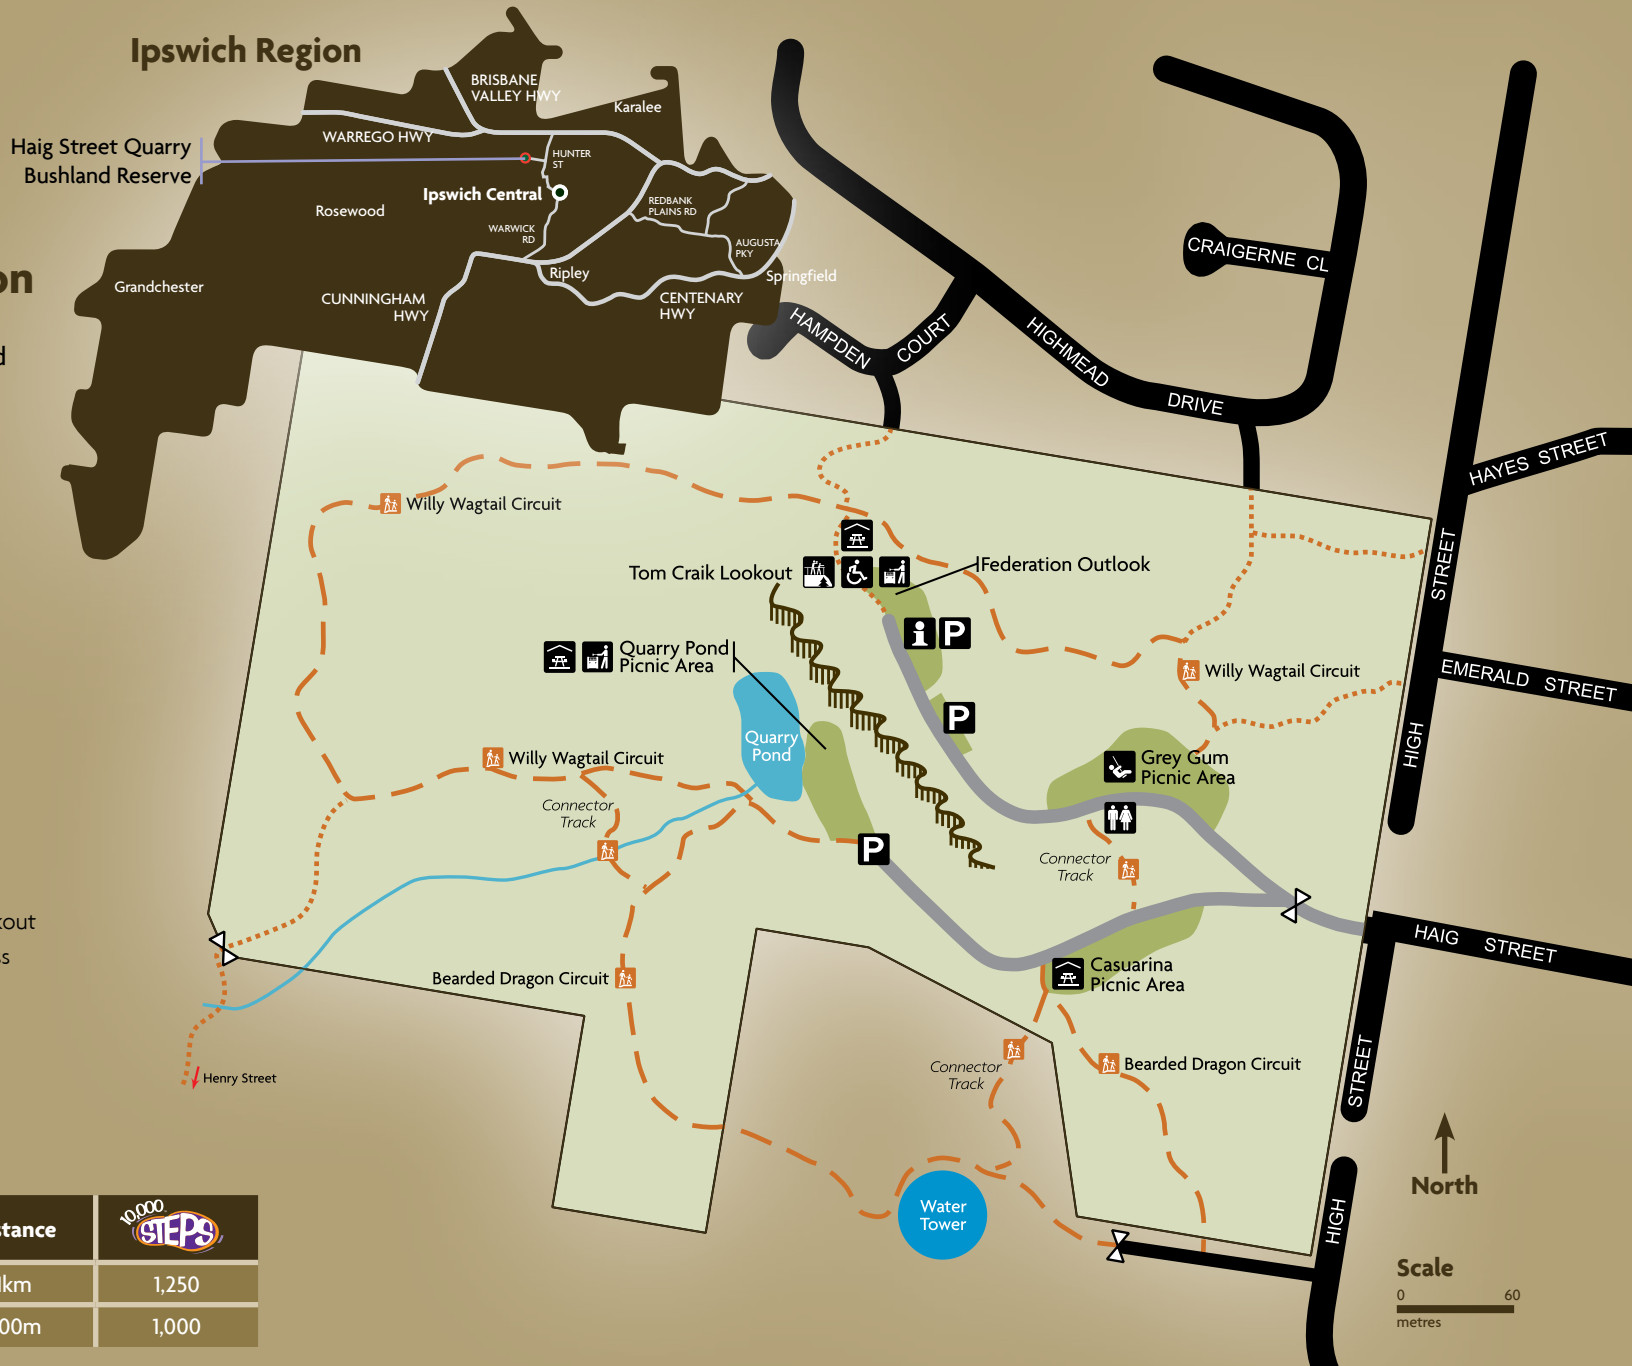 Ipswich Region
BRISBANE
VALLEY HWY
Karalee
WARREGO HWY
Haig Street Quarry
Bushland Reserve
HUNTER
ST
Ipswich Central
Rosewood
REDBANK
PLAINS RD
WARWICK
RD
AUGUSTA
PKY
Grandchester
Ripley
Springfield
CUNNINGHAM
HWY
CENTENARY
HWY
on
d
CRAIGERNE CL
HAMPDEN COURT
HIGHMEAD DRIVE
HAYES STREET
Willy Wagtail Circuit
Tom Craik Lookout
Federation Outlook
HIGH STREET
Quarry Pond
Picnic Area
P
Willy Wagtail Circuit
EMERALD STREET
P
Quarry
Pond
Willy Wagtail Circuit
Grey Gum
Picnic Area
Connector
Track
P
Connector
Track
kout
s
HAIG STREET
Casuarina
Picnic Area
Bearded Dragon Circuit
Connector
Track
Bearded Dragon Circuit
Henry Street
HIGH STREET
North
Water
Tower
stance
10,000
STEPS
1km
1,250
00m
1,000
Scale
0 60
metres